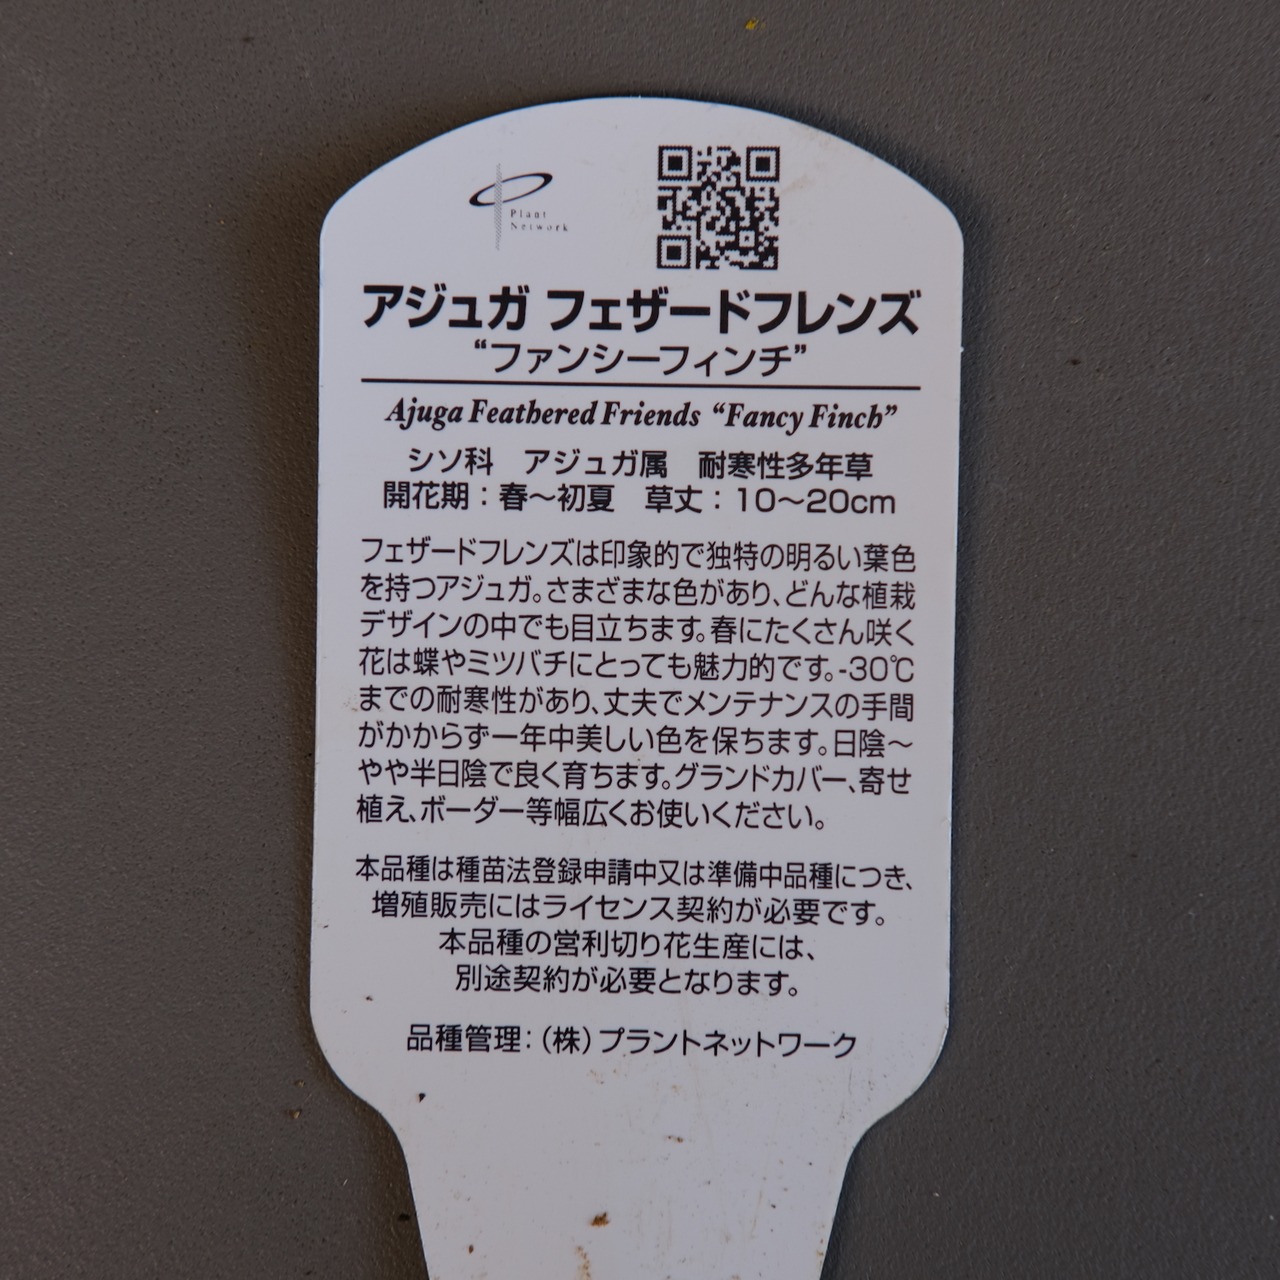 Plant
Network
アジュガ フェザードフレンズ
“ファンシーフィンチ”
Ajuga Feathered Friends “Fancy Finch”
シソ科　アジュガ属　耐寒性多年草
開花期：春～初夏　草丈：10～20cm
フェザードフレンズは印象的で独特の明るい葉色
を持つアジュガ。さまざまな色があり、どんな植栽
デザインの中でも目立ちます。春にたくさん咲く
花は蝶やミツバチにとっても魅力的です。-30℃
までの耐寒性があり、丈夫でメンテナンスの手間
がかからず一年中美しい色を保ちます。日陰～
やや半日陰で良く育ちます。グランドカバー、寄せ
植え、ボーダー等幅広くお使いください。
本品種は種苗法登録申請中又は準備中品種につき、
増殖販売にはライセンス契約が必要です。
本品種の営利切り花生産には、
別途契約が必要となります。
品種管理：（株）プラントネットワーク